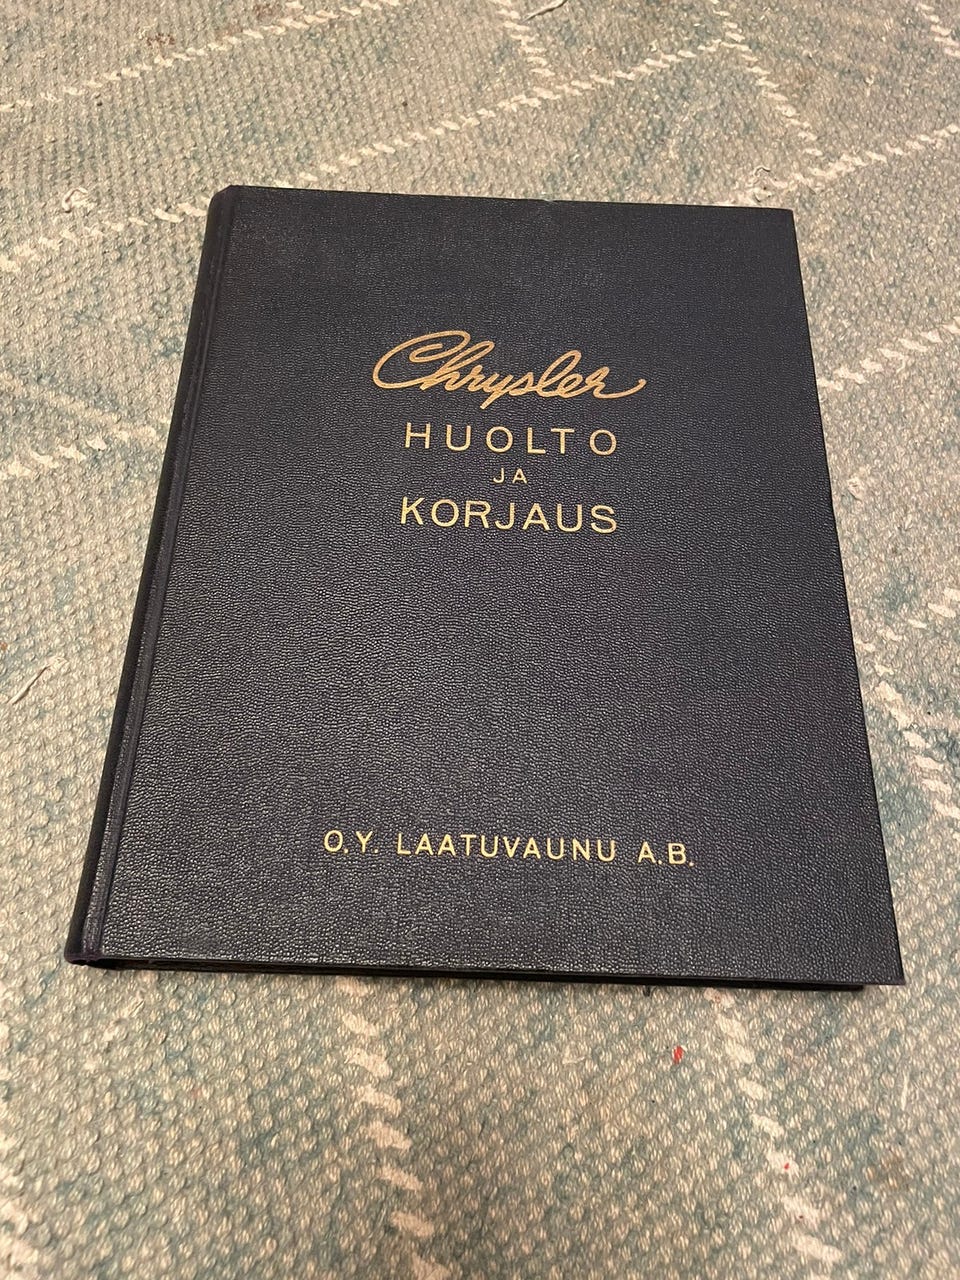 Chrysler
HUOLTO
JA
KORJAUS
O.Y. LAATUVAUNU A.B.